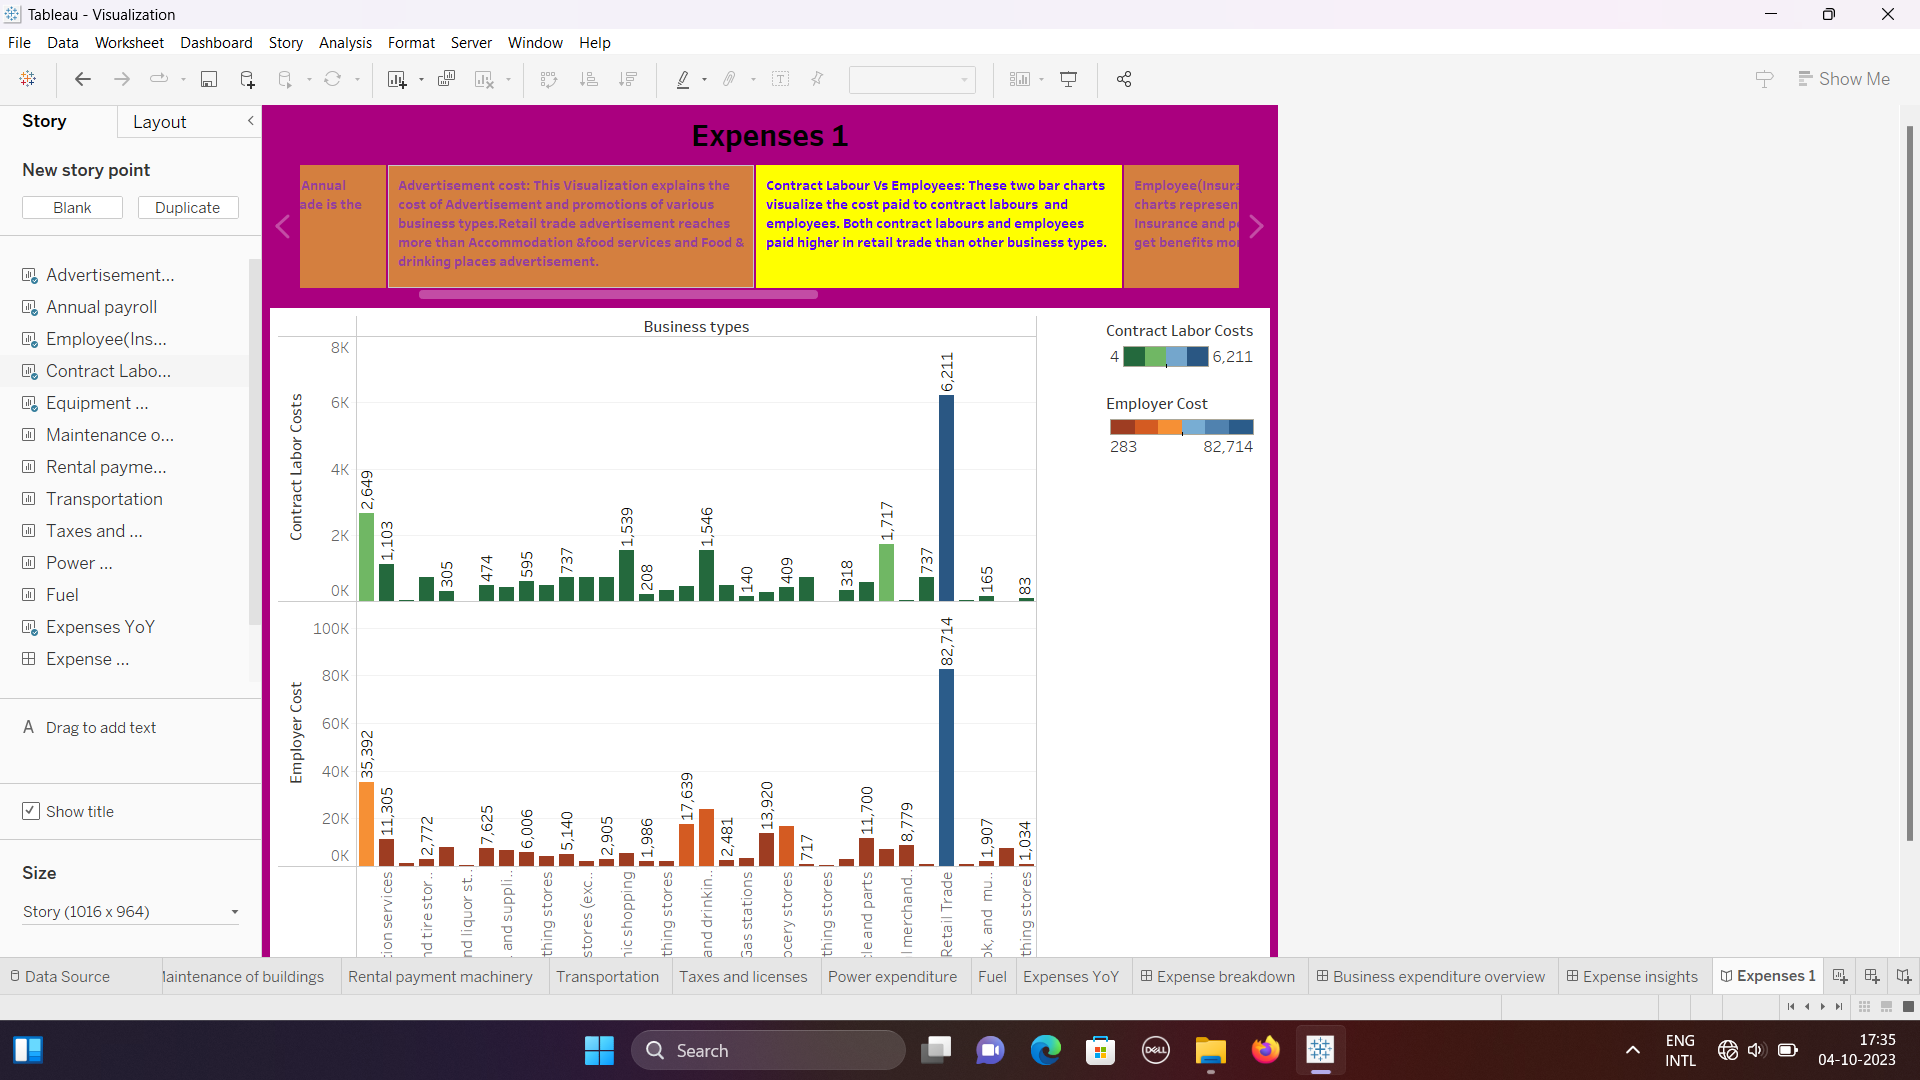 Tableau - Visualization
File Data Worksheet Dashboard Story Analysis Format Server Window Help
Show Me
Story Layout
New story point
Blank Duplicate
Advertisement...
Annual payroll
Employee(Ins...
Contract Labo...
Equipment ...
Maintenance o...
Rental payme...
Transportation
Taxes and ...
Power ...
Fuel
Expenses YoY
Expense ...
A Drag to add text
Show title
Size
Story (1016 x 964)
Expenses 1
Annual
ade is the
Advertisement cost: This Visualization explains the
cost of Advertisement and promotions of various
business types.Retail trade advertisement reaches
more than Accommodation &food services and Food &
drinking places advertisement.
Contract Labour Vs Employees: These two bar charts
visualize the cost paid to contract labours and
employees. Both contract labours and employees
paid higher in retail trade than other business types.
Employee(Insura
charts represen
Insurance and p
get benefits mo
Business types
Contract Labor Costs
8K
6K
4K
2K
0K
2,649
1,103
305
474
595
737
1,539
208
1,546
140
409
318
1,717
737
6,211
165
83
Employer Cost
100K
80K
60K
40K
20K
0K
35,392
11,305
2,772
7,625
6,006
5,140
2,905
1,986
17,639
2,481
13,920
717
11,700
8,779
82,714
1,907
1,034
tion services
nd tire stor..
nd liquor st..
. and suppli..
thing stores
stores (exc..
nic shopping
thing stores
and drinkin..
Gas stations
ocery stores
thing stores
cle and parts
l merchand..
Retail Trade
ok, and mu..
thing stores
Contract Labor Costs
4 6,211
Employer Cost
283 82,714
Data Source Maintenance of buildings Rental payment machinery Transportation Taxes and licenses Power expenditure Fuel Expenses YoY Expense breakdown Business expenditure overview Expense insights Expenses 1
Search
DELL
ENG
INTL
17:35
04-10-2023